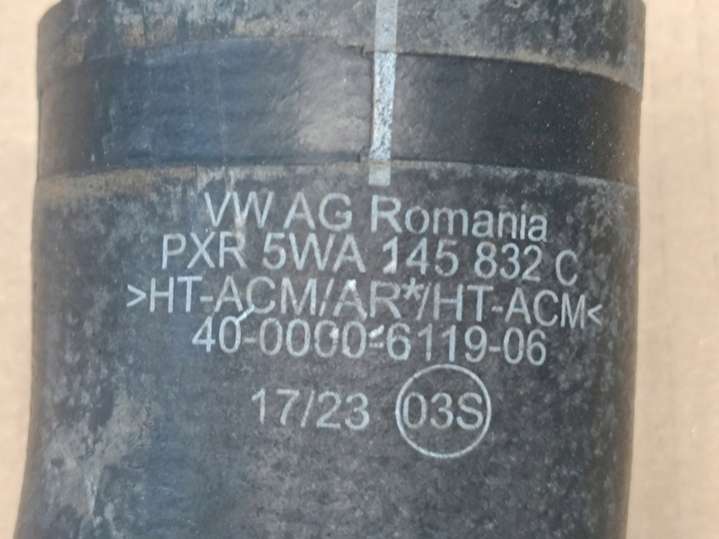 VW AG Romania
PXR 5WA 145 832 C
>HT-ACM/AR*/HT-ACM<
40-0000-6119-06
17/23 03S